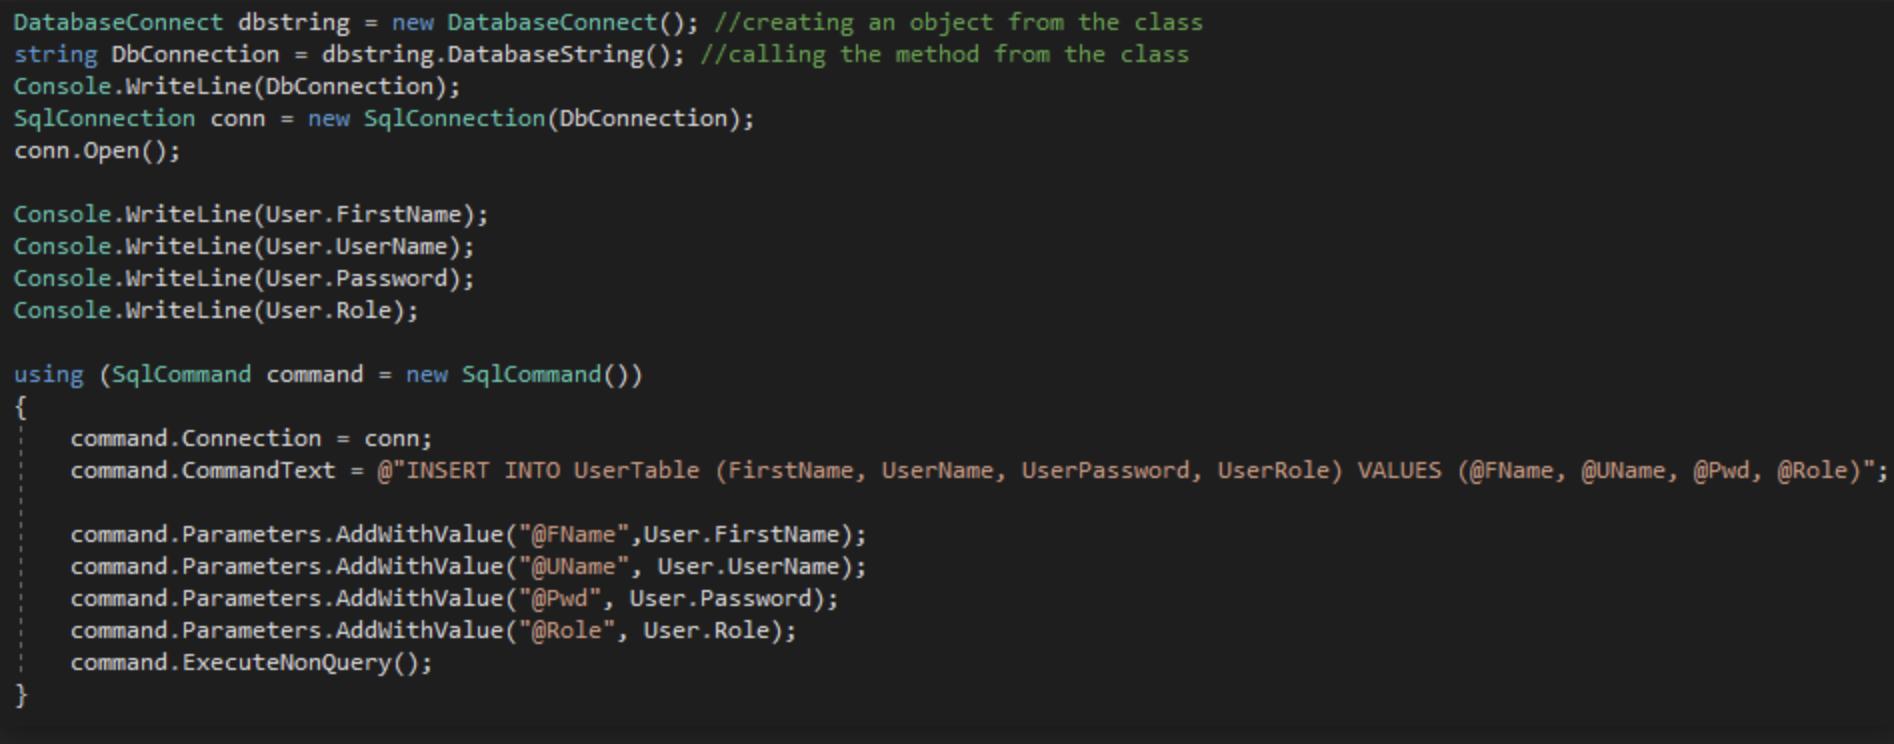 DatabaseConnect dbstring = new DatabaseConnect(); //creating an object from the class
string DbConnection = dbstring.DatabaseString(); //calling the method from the class
Console.WriteLine(DbConnection);
SqlConnection conn = new SqlConnection(DbConnection);
conn.Open();

Console.WriteLine(User.FirstName);
Console.WriteLine(User.UserName);
Console.WriteLine(User.Password);
Console.WriteLine(User.Role);

using (SqlCommand command = new SqlCommand())
{
    command.Connection = conn;
    command.CommandText = @"INSERT INTO UserTable (FirstName, UserName, UserPassword, UserRole) VALUES (@FName, @UName, @Pwd, @Role)";

    command.Parameters.AddWithValue("@FName",User.FirstName);
    command.Parameters.AddWithValue("@UName", User.UserName);
    command.Parameters.AddWithValue("@Pwd", User.Password);
    command.Parameters.AddWithValue("@Role", User.Role);
    command.ExecuteNonQuery();
}